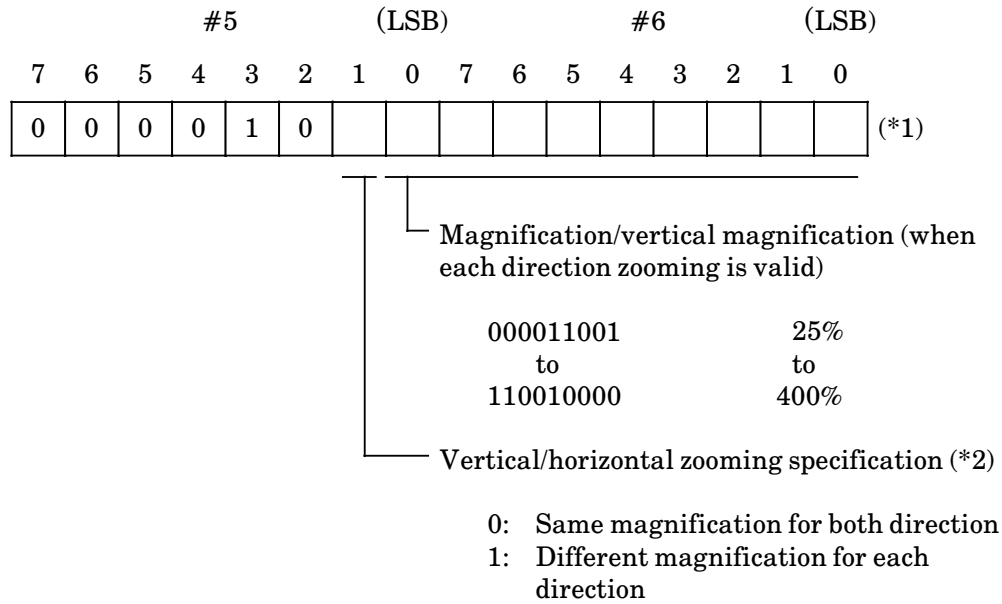 #5 (LSB) #6 (LSB)
7 6 5 4 3 2 1 0 7 6 5 4 3 2 1 0
0 0 0 0 1 0 (*1)
Magnification/vertical magnification (when
each direction zooming is valid)
000011001 25%
to to
110010000 400%
Vertical/horizontal zooming specification (*2)
0: Same magnification for both direction
1: Different magnification for each
direction